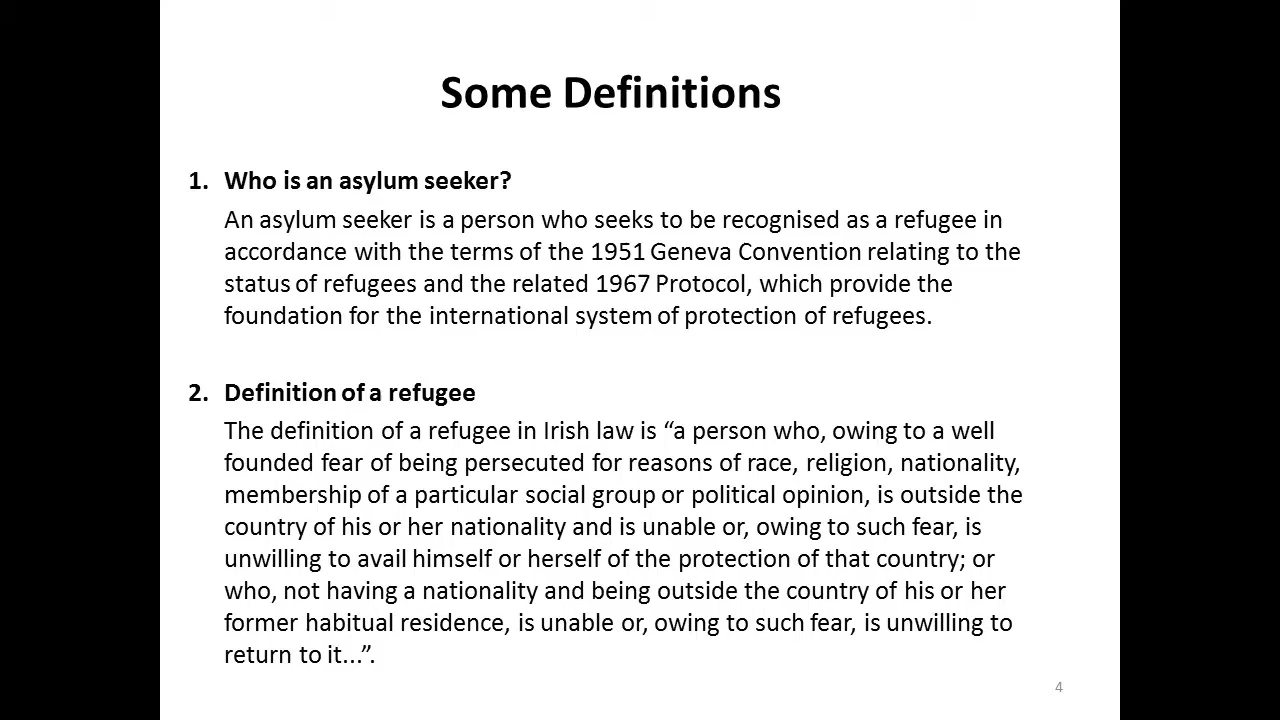 Some Definitions
1. Who is an asylum seeker?
An asylum seeker is a person who seeks to be recognised as a refugee in
accordance with the terms of the 1951 Geneva Convention relating to the
status of refugees and the related 1967 Protocol, which provide the
foundation for the international system of protection of refugees.
2. Definition of a refugee
The definition of a refugee in Irish law is “a person who, owing to a well
founded fear of being persecuted for reasons of race, religion, nationality,
membership of a particular social group or political opinion, is outside the
country of his or her nationality and is unable or, owing to such fear, is
unwilling to avail himself or herself of the protection of that country; or
who, not having a nationality and being outside the country of his or her
former habitual residence, is unable or, owing to such fear, is unwilling to
return to it...”.
4